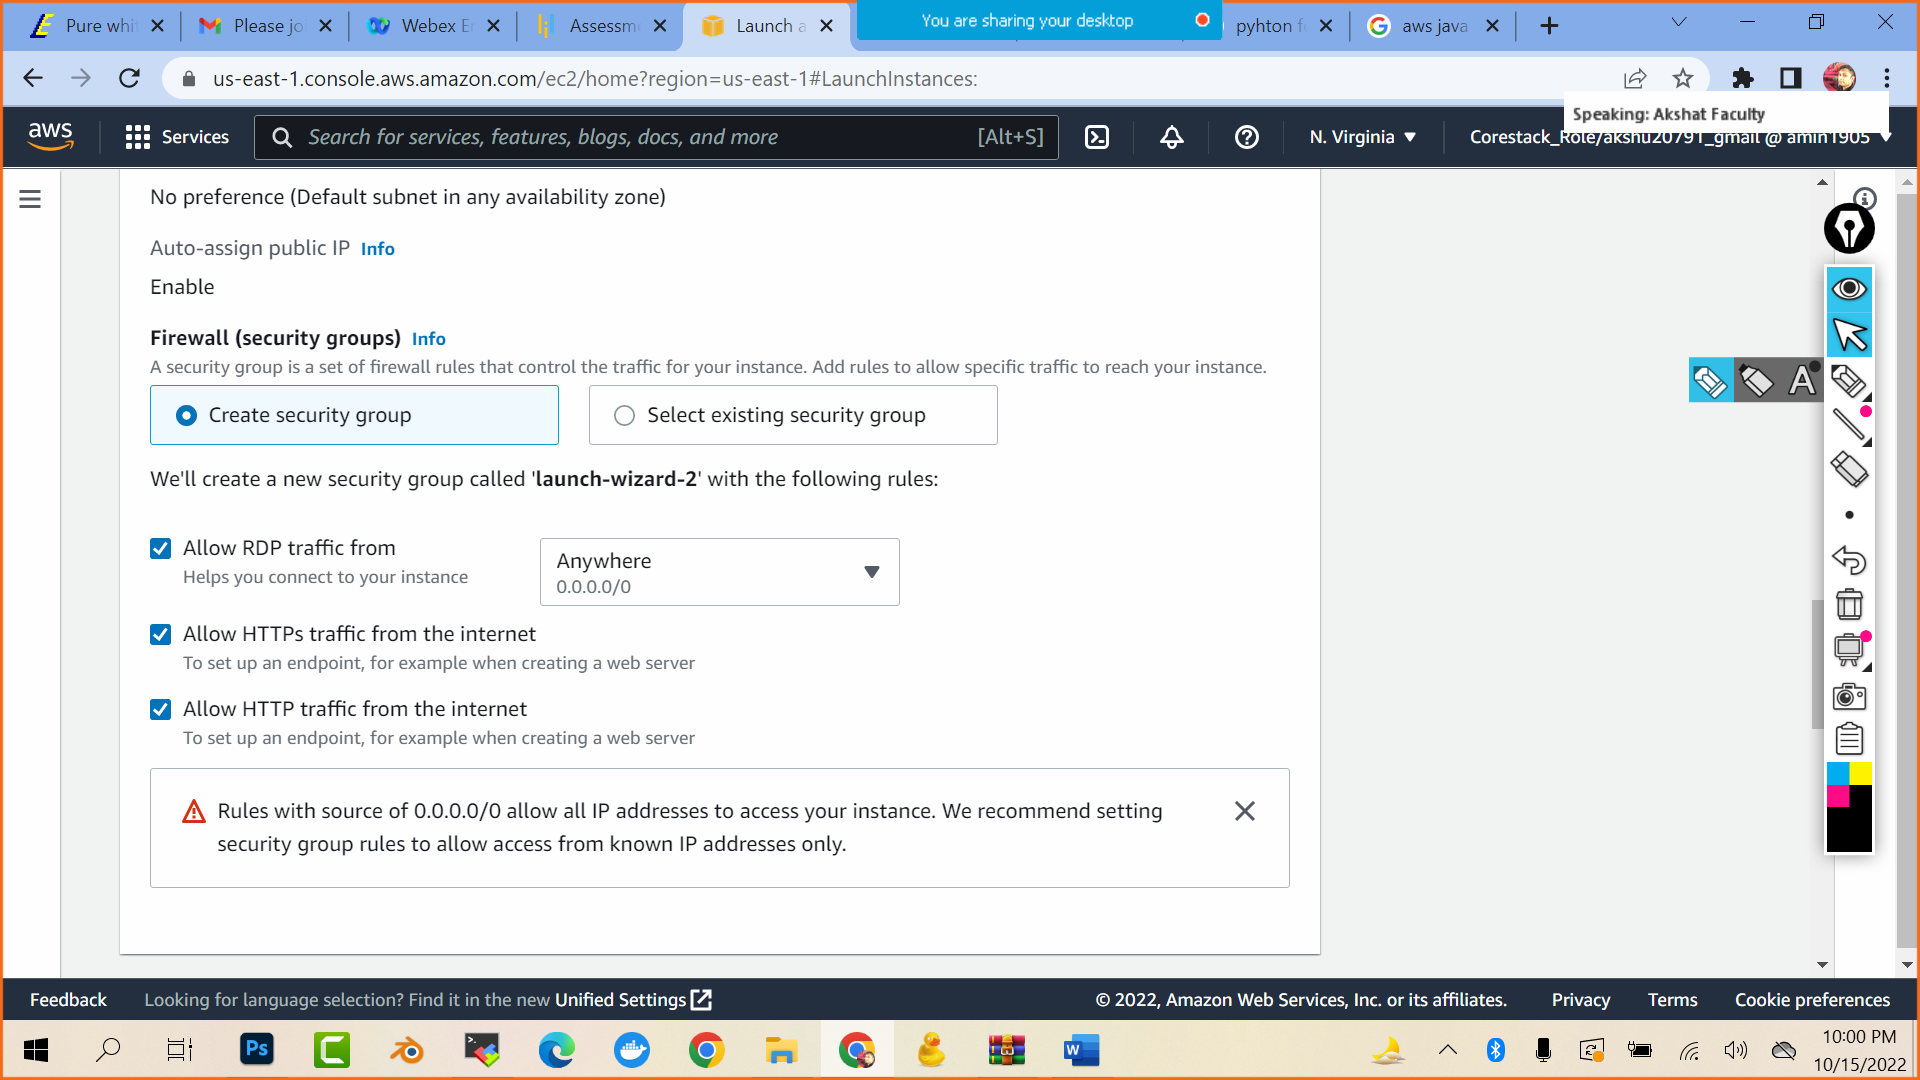 Pure whit
Please jo
Webex E
Assessm
Launch a
You are sharing your desktop
pyhton f
aws java
us-east-1.console.aws.amazon.com/ec2/home?region=us-east-1#LaunchInstances:
Speaking: Akshat Faculty
aws
Services
Search for services, features, blogs, docs, and more
[Alt+S]
N. Virginia
Corestack_Role/akshu20791_gmail @ amin1905
No preference (Default subnet in any availability zone)
Auto-assign public IP Info
Enable
Firewall (security groups) Info
A security group is a set of firewall rules that control the traffic for your instance. Add rules to allow specific traffic to reach your instance.
Create security group
Select existing security group
We'll create a new security group called 'launch-wizard-2' with the following rules:
Allow RDP traffic from
Helps you connect to your instance
Anywhere
0.0.0.0/0
Allow HTTPs traffic from the internet
To set up an endpoint, for example when creating a web server
Allow HTTP traffic from the internet
To set up an endpoint, for example when creating a web server
Rules with source of 0.0.0.0/0 allow all IP addresses to access your instance. We recommend setting
security group rules to allow access from known IP addresses only.
A
Feedback
Looking for language selection? Find it in the new Unified Settings
© 2022, Amazon Web Services, Inc. or its affiliates.
Privacy
Terms
Cookie preferences
Ps
10:00 PM
10/15/2022